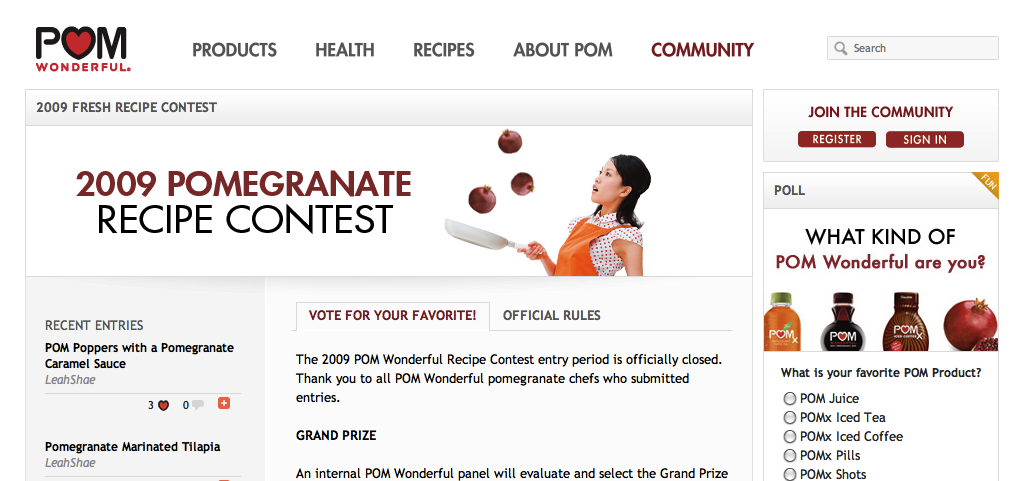 POM
WONDERFUL.
PRODUCTS
HEALTH
RECIPES
ABOUT POM
COMMUNITY
Search
2009 FRESH RECIPE CONTEST
2009 POMEGRANATE
RECIPE CONTEST
RECENT ENTRIES
POM Poppers with a Pomegranate
Caramel Sauce
LeahShae
3
0
Pomegranate Marinated Tilapia
LeahShae
VOTE FOR YOUR FAVORITE!
OFFICIAL RULES
The 2009 POM Wonderful Recipe Contest entry period is officially closed.
Thank you to all POM Wonderful pomegranate chefs who submitted
entries.
GRAND PRIZE
An internal POM Wonderful panel will evaluate and select the Grand Prize
JOIN THE COMMUNITY
REGISTER
SIGN IN
POLL
FUN
WHAT KIND OF
POM Wonderful are you?
POMx
POM
POMx
POM
What is your favorite POM Product?
POM Juice
POMx Iced Tea
POMx Iced Coffee
POMx Pills
POMx Shots